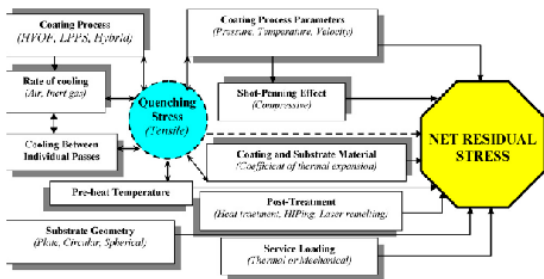 Coating Process
(HVOF, LPPS, Hybrid)
Coating Process Parameters
(Pressure, Temperature, Velocity)
Rate of cooling
(Air, Inert gas)
Quenching
Stress
(Tensile)
Shot-Penning Effect
(Commpressive)
NET RESIDUAL
STRESS
Cooling Between
Individual Passes
Coating and Substrate Material
(Coefficient of thermal expansion)
Pre-heat Temperature
Post-Treatment
(Heat treatment, HIPing, Laser remelting,
Substrate Geometry
(Plate, Circular, Spherical)
Service Loading
(Thermal or Mechanical)